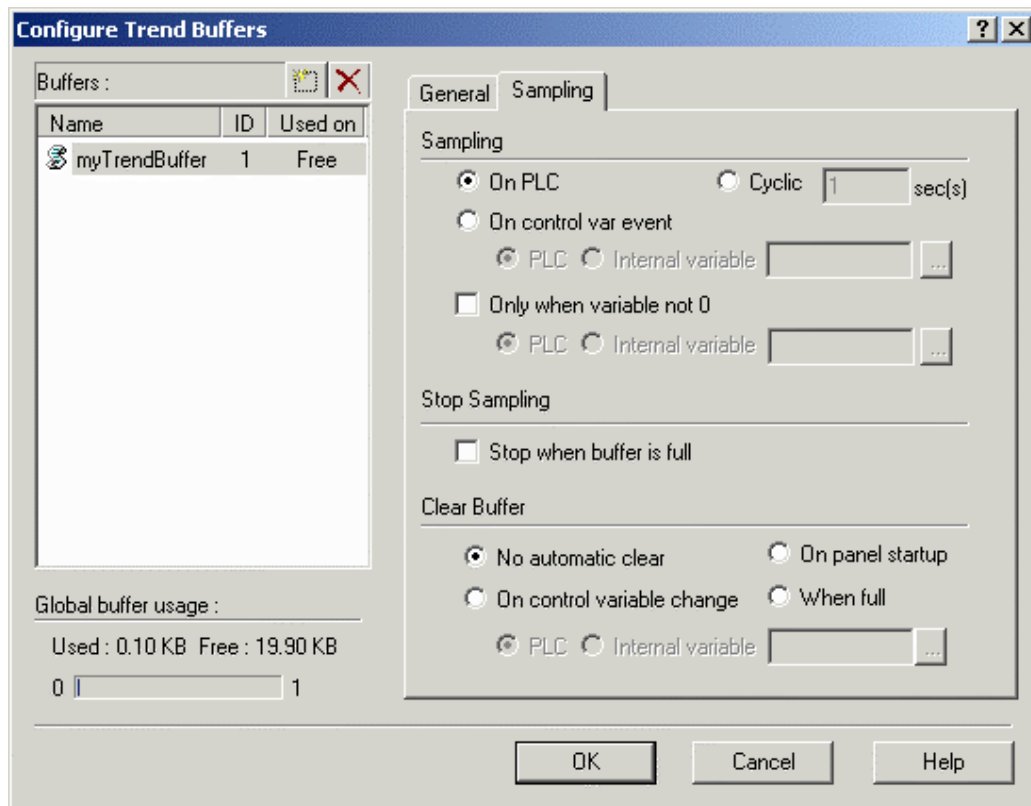 Configure Trend Buffers
Buffers :
Name ID Used on
myTrendBuffer 1 Free
Global buffer usage :
Used : 0.10 KB Free : 19.90 KB
0 1
General Sampling
Sampling
On PLC Cyclic 1 sec(s)
On control var event
PLC Internal variable ...
Only when variable not 0
PLC Internal variable ...
Stop Sampling
Stop when buffer is full
Clear Buffer
No automatic clear On panel startup
On control variable change When full
PLC Internal variable ...
OK Cancel Help